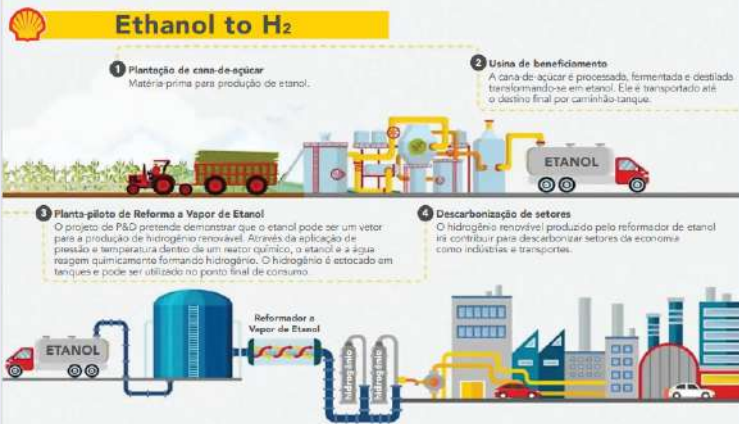 Ethanol to H₂
1 Plantação de cana-de-açúcar
Matéria-prima para produção de etanol.
2 Usina de beneficiamento
A cana-de-açúcar é processada, fermentada e destilada
transformando-se em etanol. Ele é transportado até
o destino final por caminhão-tanque.
ETANOL
3 Planta-piloto de Reforma a Vapor de Etanol
O projeto de P&D pretende demonstrar que o etanol pode ser um vetor
para a produção de hidrogênio renovável. Através da aplicação de
pressão e temperatura dentro de um reator químico, o etanol e a água
reagem quimicamente formando hidrogênio. O hidrogênio é estocado em
tanques e pode ser utilizado no ponto final de consumo.
4 Descarbonização de setores
O hidrogênio renovável produzido pelo reformador de etanol
irá contribuir para descarbonizar setores da economia
como indústrias e transportes.
ETANOL
Reformador a
Vapor de Etanol
hidrogênio
hidrogênio